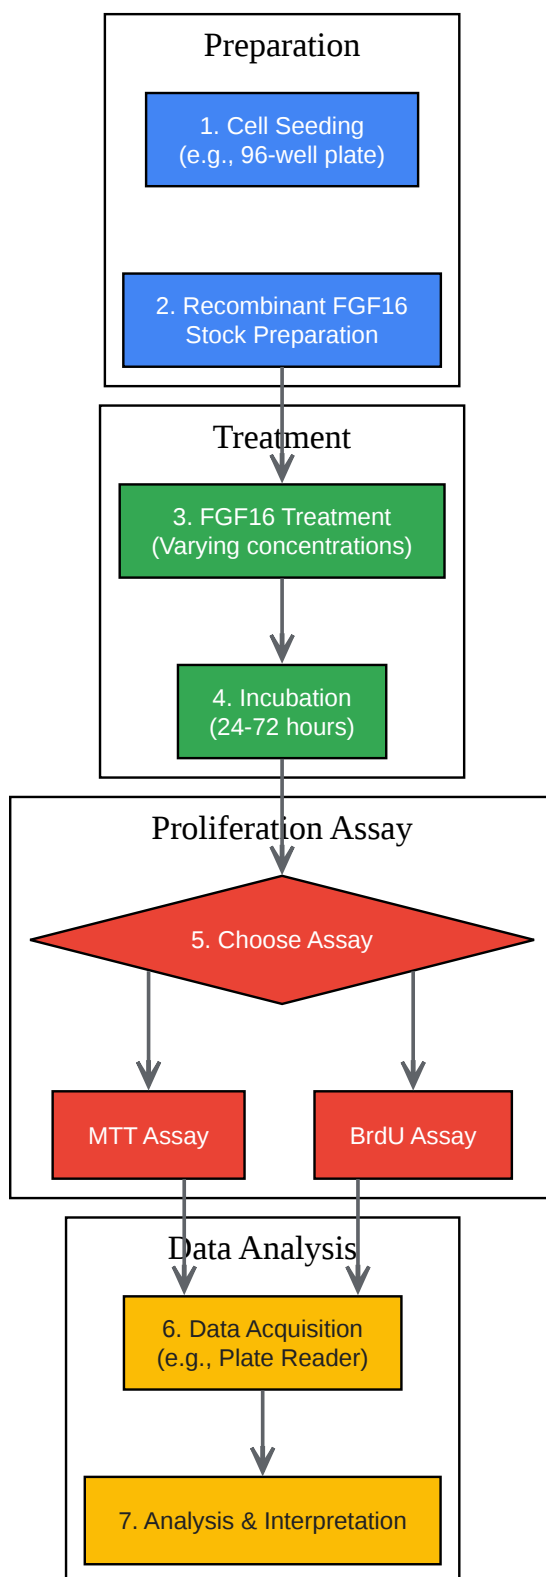 Preparation
1. Cell Seeding
(e.g., 96-well plate)
2. Recombinant FGF16
Stock Preparation
Treatment
3. FGF16 Treatment
(Varying concentrations)
4. Incubation
(24-72 hours)
Proliferation Assay
5. Choose Assay
MTT Assay
BrdU Assay
Data Analysis
6. Data Acquisition
(e.g., Plate Reader)
7. Analysis & Interpretation